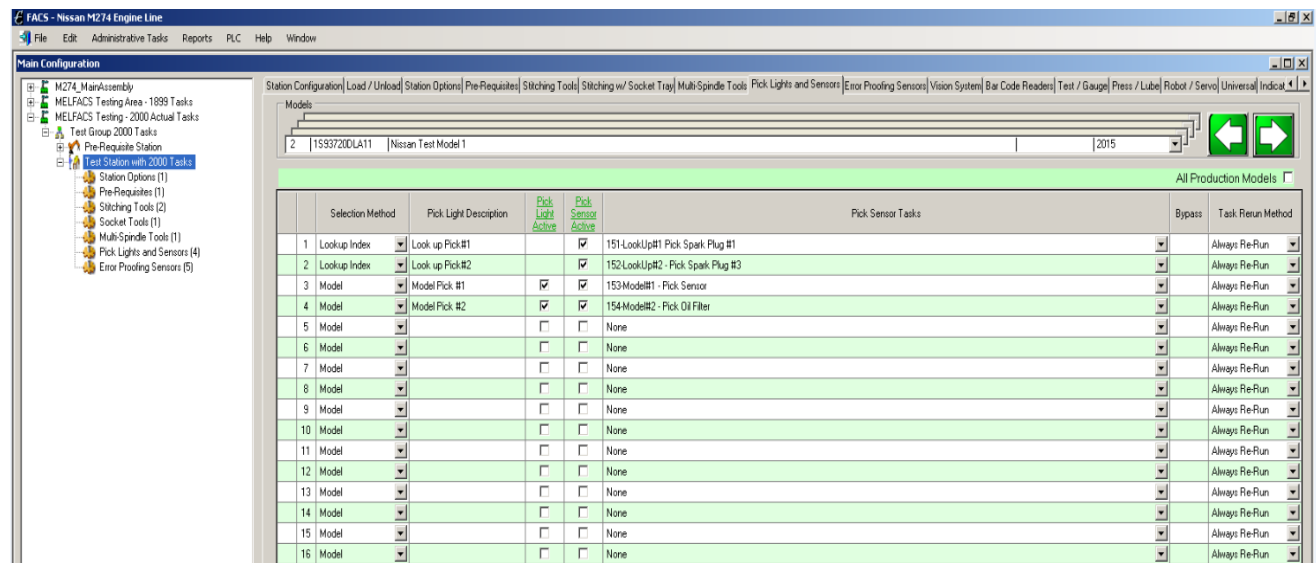 FACS - Nissan M274 Engine Line
File Edit Administrative Tasks Reports PLC Help Window
Main Configuration
M274_MainAssembly
MELFACS Testing Area - 1899 Tasks
MELFACS Testing - 2000 Actual Tasks
Test Group 2000 Tasks
Pre-Requisite Station
Test Station with 2000 Tasks
Station Options (1)
Pre-Requisites (1)
Stitching Tools (2)
Socket Tools (1)
Multi-Spindle Tools (1)
Pick Lights and Sensors (4)
Error Proofing Sensors (5)
Station Configuration Load / Unload Station Options Pre-Requisites Stitching Tools Stitching w/ Socket Tray Multi-Spindle Tools Pick Lights and Sensors Error Proofing Sensors Vision System Bar Code Readers Test / Gauge Press / Lube Robot / Servo Universal Indicat
Models
2 1S93720DLA11 Nissan Test Model 1 2015
All Production Models
Selection Method Pick Light Description Pick Light Active Pick Sensor Active Pick Sensor Tasks Bypass Task Rerun Method
1 Lookup Index Look up Pick#1 151-LookUp#1 Pick Spark Plug #1 Always Re-Run
2 Lookup Index Look up Pick#2 152-LookUp#2 - Pick Spark Plug #3 Always Re-Run
3 Model Model Pick #1 153-Model#1 - Pick Sensor Always Re-Run
4 Model Model Pick #2 154-Model#2 - Pick Oil Filter Always Re-Run
5 Model None Always Re-Run
6 Model None Always Re-Run
7 Model None Always Re-Run
8 Model None Always Re-Run
9 Model None Always Re-Run
10 Model None Always Re-Run
11 Model None Always Re-Run
12 Model None Always Re-Run
13 Model None Always Re-Run
14 Model None Always Re-Run
15 Model None Always Re-Run
16 Model None Always Re-Run